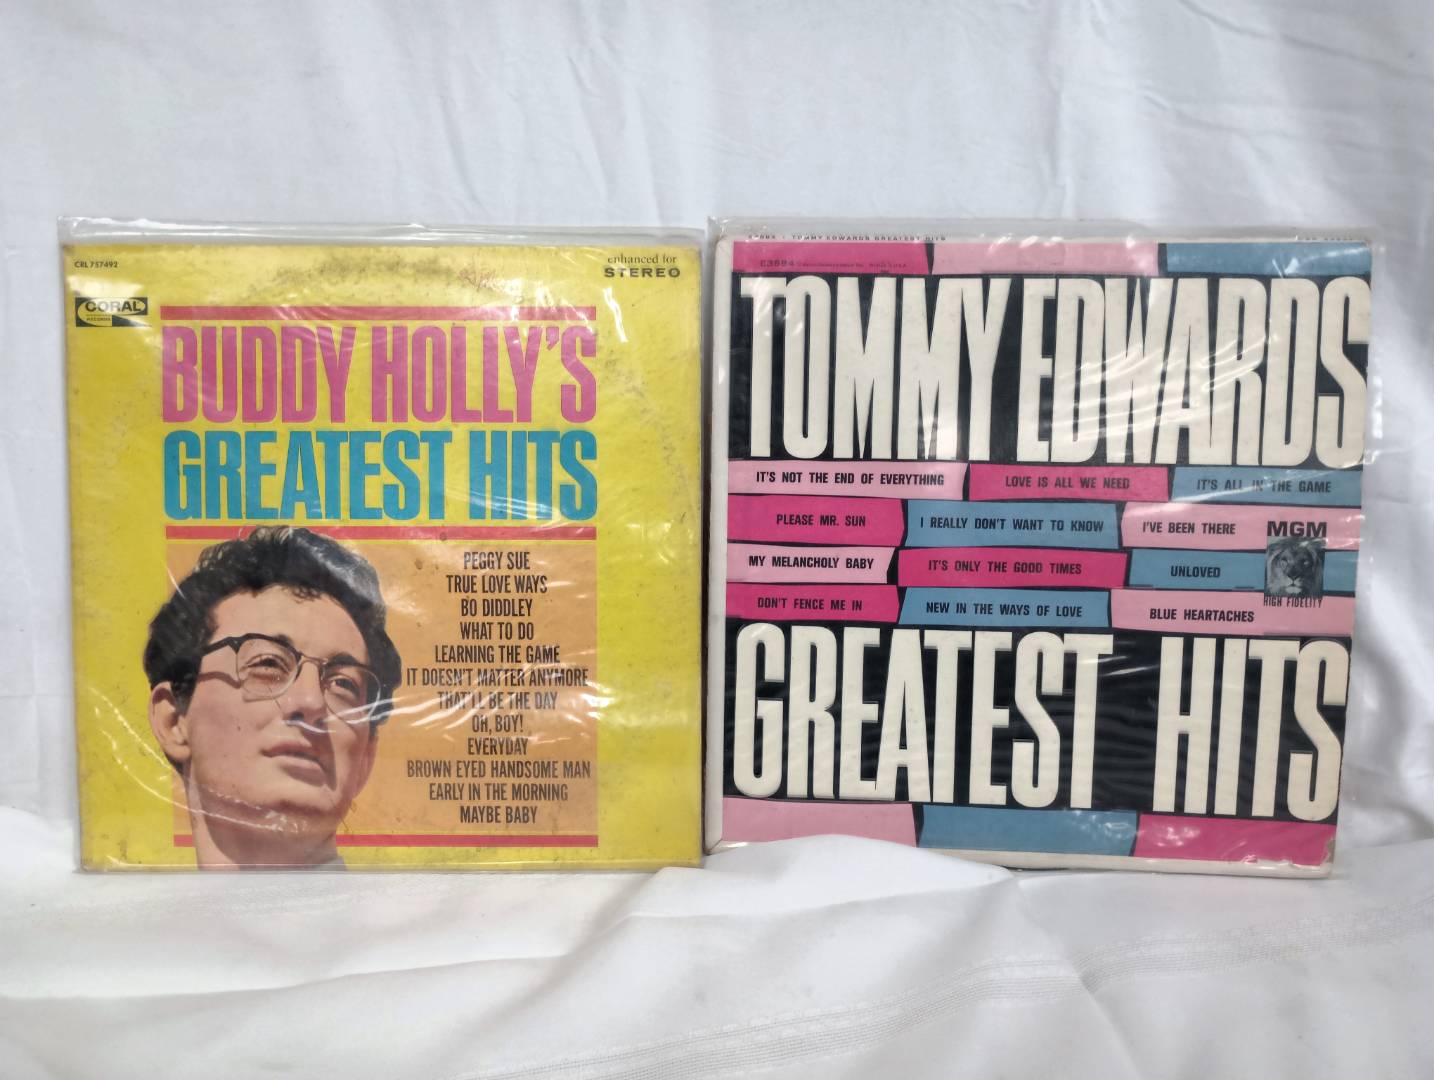 CRL 757492
enhanced for
STEREO
CORAL
RECORDS
BUDDY HOLLY'S
GREATEST HITS
PEGGY SUE
TRUE LOVE WAYS
BO DIDDLEY
WHAT TO DO
LEARNING THE GAME
IT DOESN'T MATTER ANYMORE
THAT'LL BE THE DAY
OH, BOY!
EVERYDAY
BROWN EYED HANDSOME MAN
EARLY IN THE MORNING
MAYBE BABY
TOMMY EDWARDS GREATEST HITS
E3884
TOMMY EDWARDS
IT'S NOT THE END OF EVERYTHING
LOVE IS ALL WE NEED
IT'S ALL IN THE GAME
PLEASE MR. SUN
I REALLY DON'T WANT TO KNOW
I'VE BEEN THERE
MGM
MY MELANCHOLY BABY
IT'S ONLY THE GOOD TIMES
UNLOVED
HIGH FIDELITY
DON'T FENCE ME IN
NEW IN THE WAYS OF LOVE
BLUE HEARTACHES
GREATEST HITS